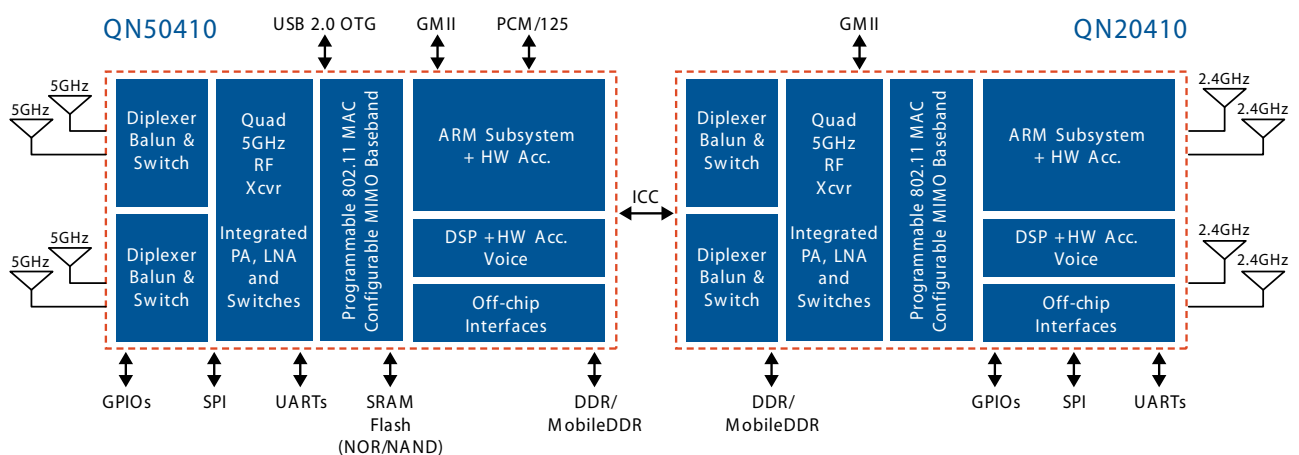 QN50410
USB 2.0 OTG
GMII
PCM/125
GMII
QN20410
5GHz
5GHz
5GHz
5GHz
Diplexer
Balun &
Switch
Diplexer
Balun &
Switch
Quad
5GHz
RF
Xcvr
Integrated
PA, LNA
and
Switches
Programmable 802.11 MAC
Configurable MIMO Baseband
ARM Subsystem
+ HW Acc.
DSP +HW Acc.
Voice
Off-chip
Interfaces
ICC
Diplexer
Balun &
Switch
Diplexer
Balun &
Switch
Quad
5GHz
RF
Xcvr
Integrated
PA, LNA
and
Switches
Programmable 802.11 MAC
Configurable MIMO Baseband
ARM Subsystem
+ HW Acc.
DSP +HW Acc.
Voice
Off-chip
Interfaces
2.4GHz
2.4GHz
2.4GHz
2.4GHz
GPIOs
SPI
UARTs
SRAM
Flash
(NOR/NAND)
DDR/
MobileDDR
DDR/
MobileDDR
GPIOs
SPI
UARTs